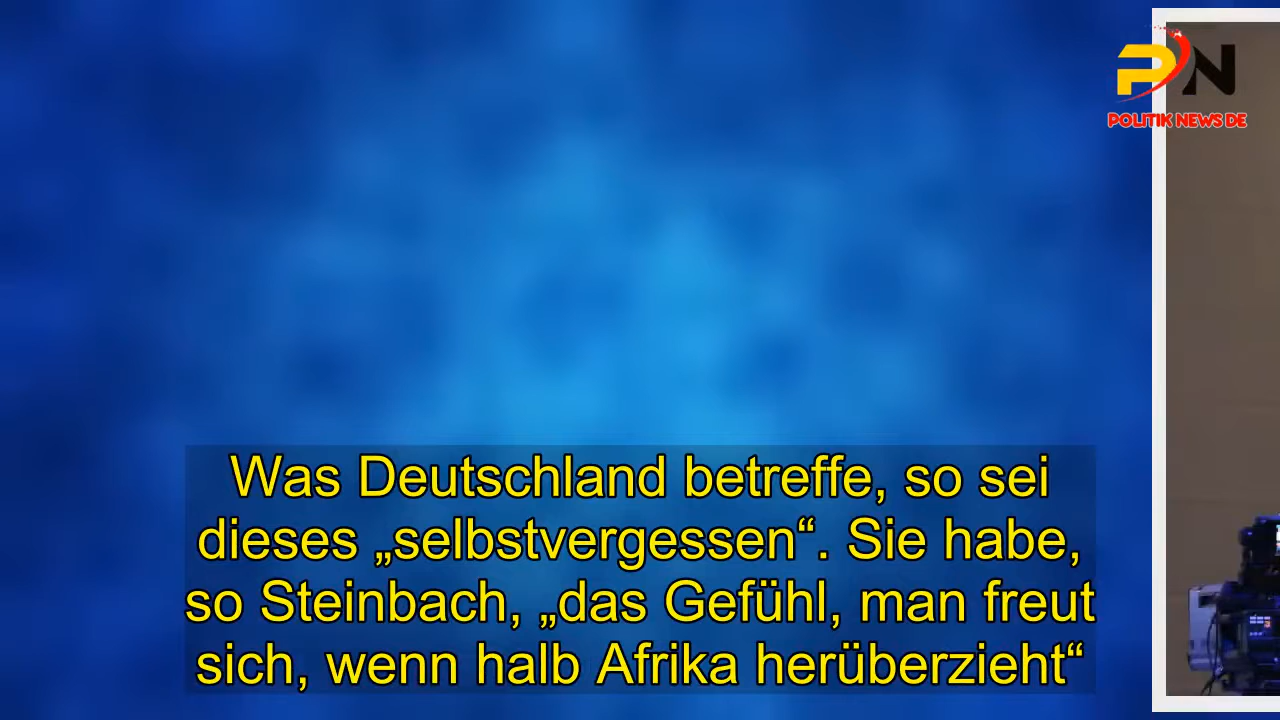 PN
POLITIK NEWS DE
Was Deutschland betreffe, so sei
dieses „selbstvergessen“. Sie habe,
so Steinbach, „das Gefühl, man freut
sich, wenn halb Afrika herüberzieht“